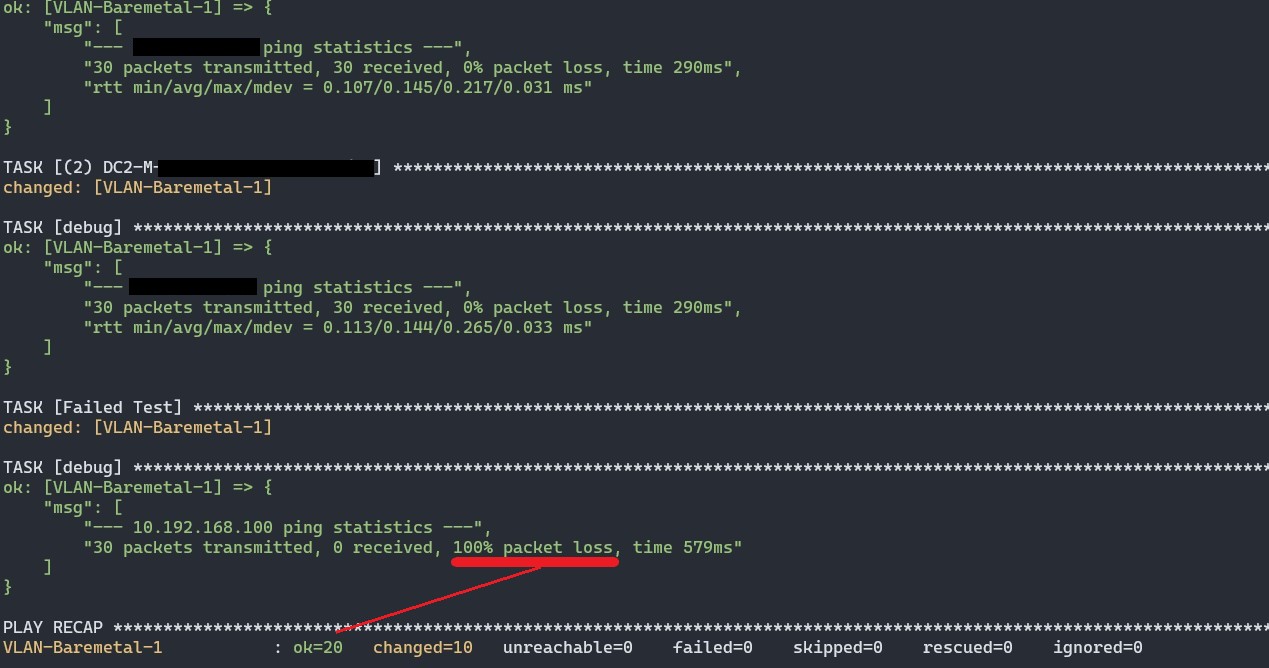 ok: [VLAN-Baremetal-1] => {
    "msg": [
        "--- ping statistics ---",
        "30 packets transmitted, 30 received, 0% packet loss, time 290ms",
        "rtt min/avg/max/mdev = 0.107/0.145/0.217/0.031 ms"
    ]
}
TASK [(2) DC2-M- ] ****************************************************************************************
changed: [VLAN-Baremetal-1]
TASK [debug] ******************************************************************************************************************
ok: [VLAN-Baremetal-1] => {
    "msg": [
        "--- ping statistics ---",
        "30 packets transmitted, 30 received, 0% packet loss, time 290ms",
        "rtt min/avg/max/mdev = 0.113/0.144/0.265/0.033 ms"
    ]
}
TASK [Failed Test] ************************************************************************************************************
changed: [VLAN-Baremetal-1]
TASK [debug] ******************************************************************************************************************
ok: [VLAN-Baremetal-1] => {
    "msg": [
        "--- 10.192.168.100 ping statistics ---",
        "30 packets transmitted, 0 received, 100% packet loss, time 579ms"
    ]
}
PLAY RECAP ********************************************************************************************************************
VLAN-Baremetal-1           : ok=20   changed=10   unreachable=0    failed=0    skipped=0    rescued=0    ignored=0